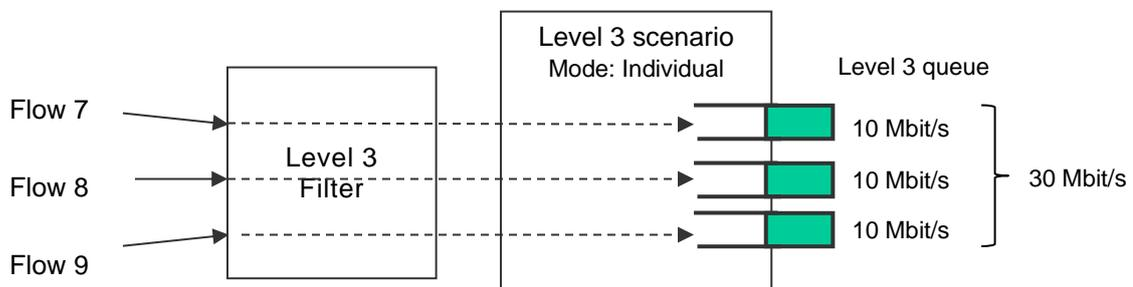 Level 3 scenario
Mode: Individual
Level 3 queue
Flow 7
10 Mbit/s
Level 3
Filter
Flow 8
10 Mbit/s
30 Mbit/s
10 Mbit/s
Flow 9